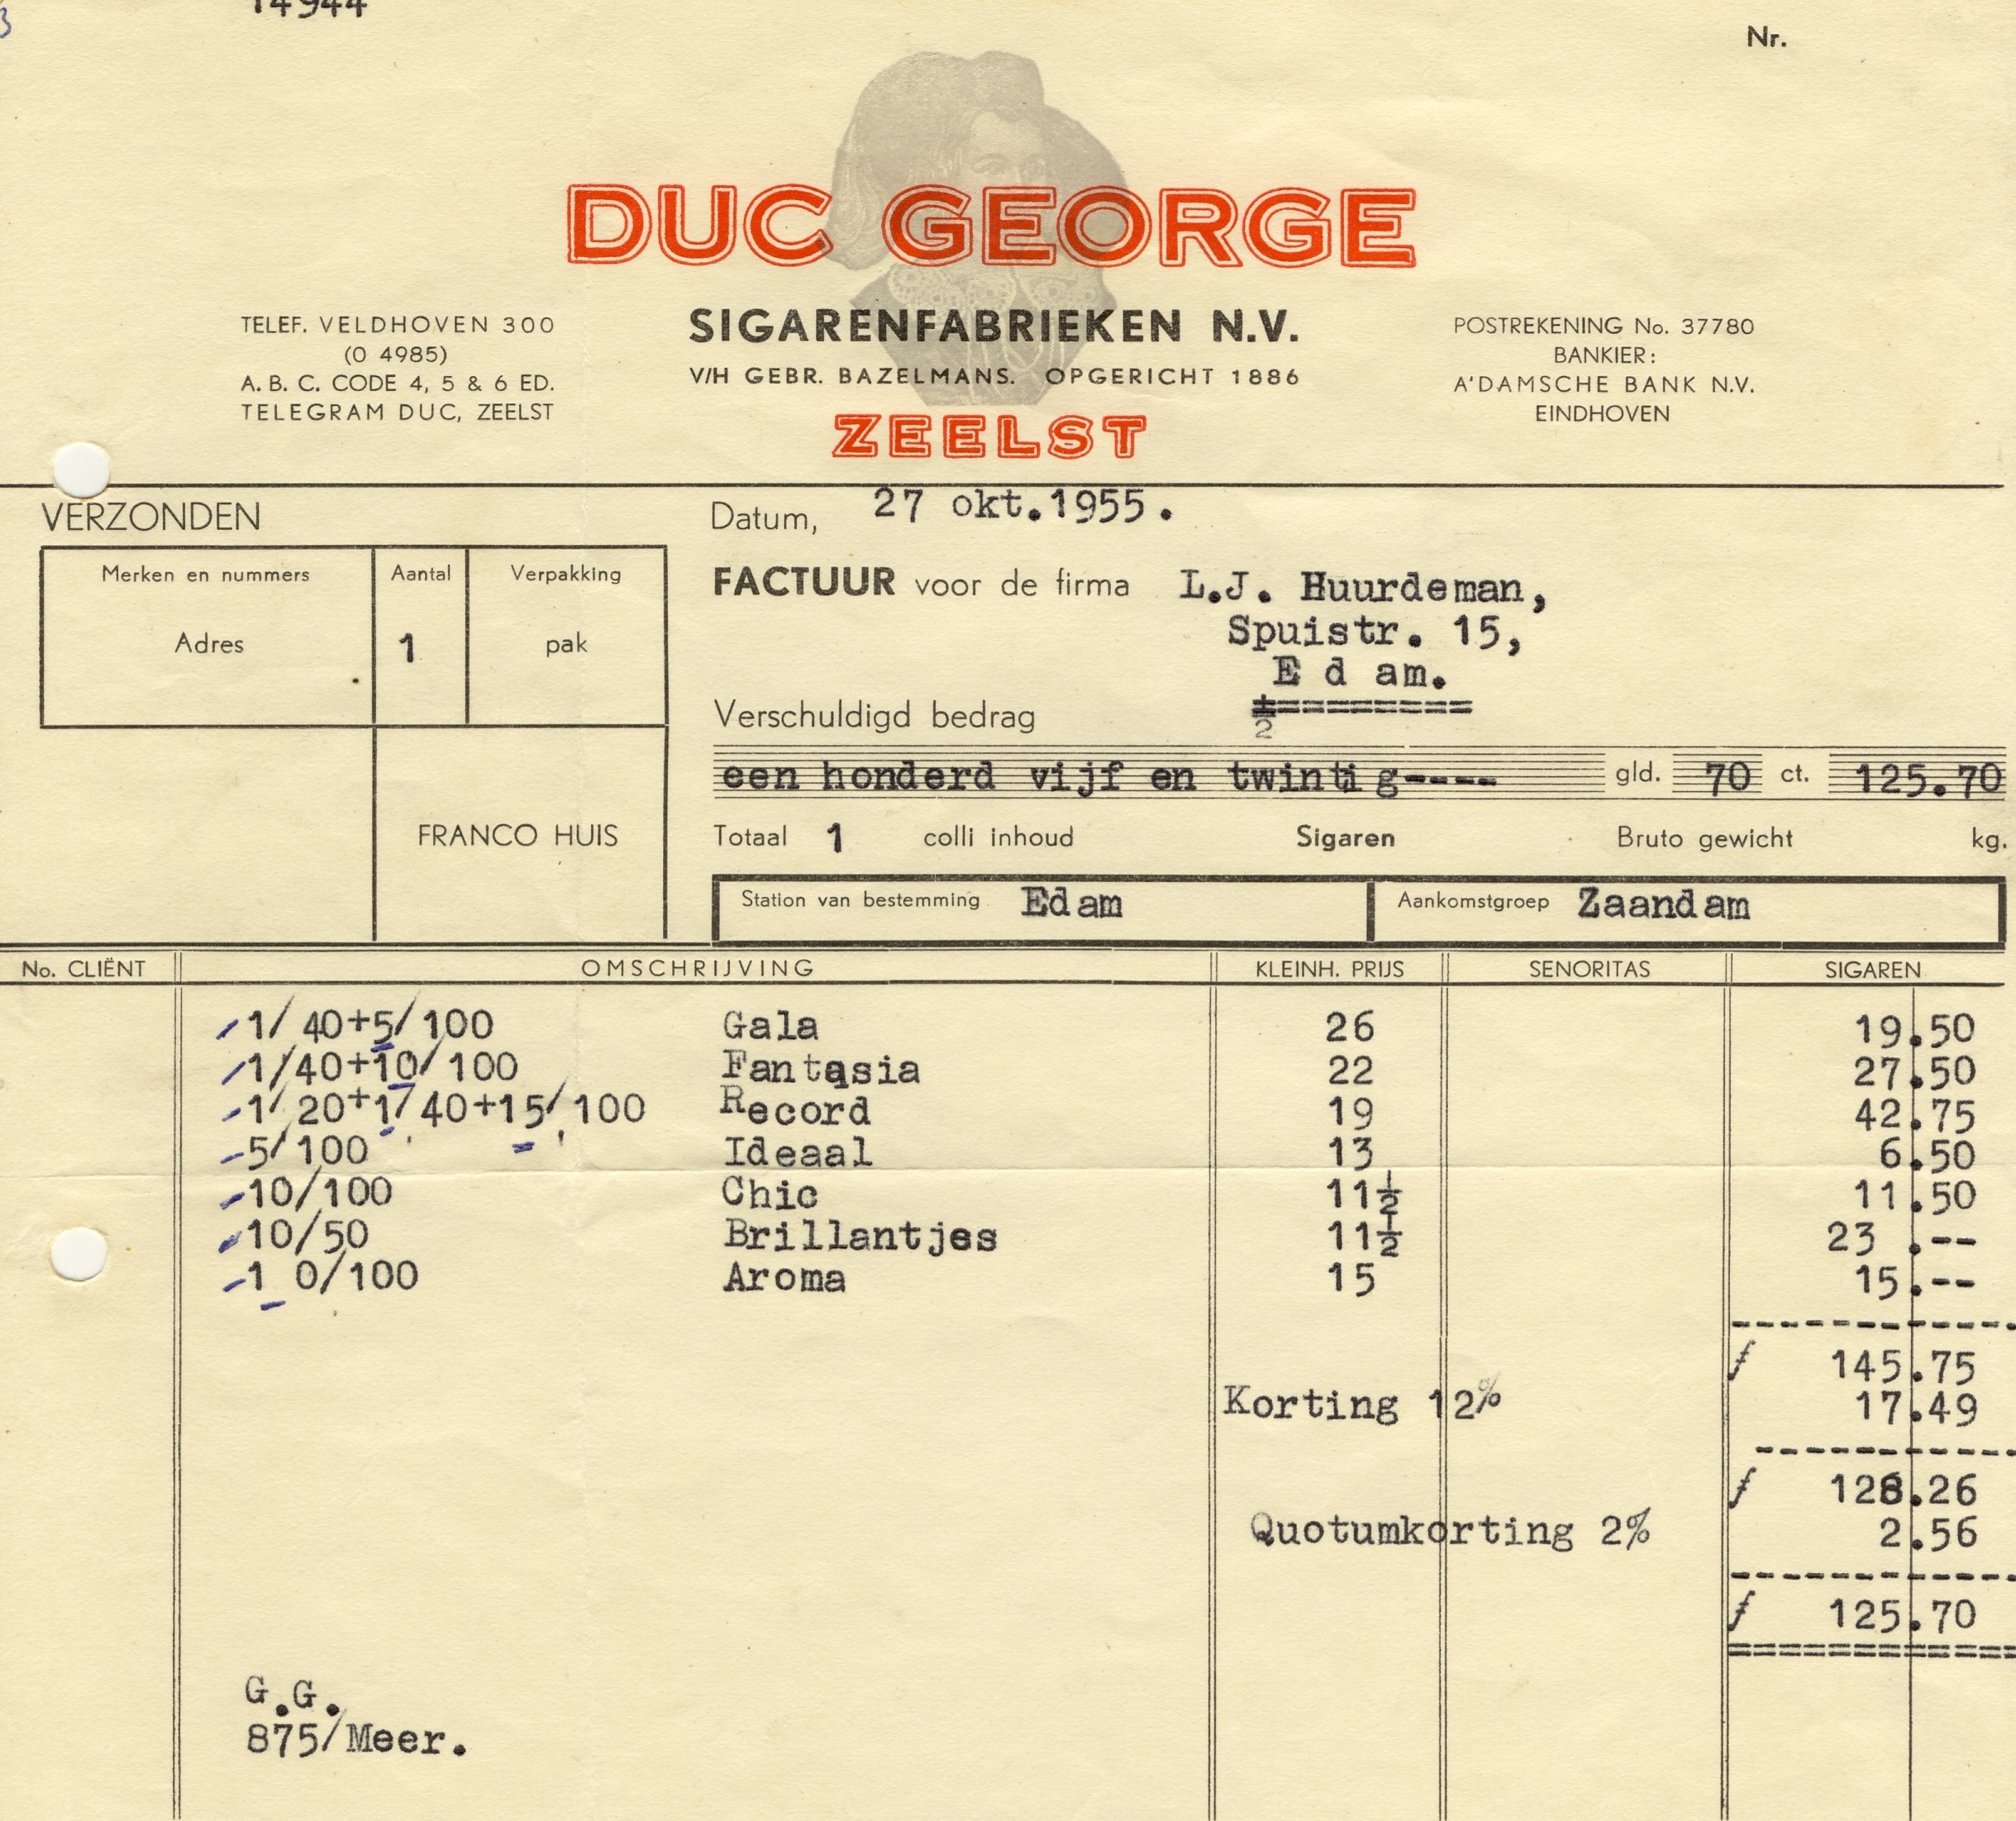 14944
Nr.
DUC GEORGE
SIGARENFABRIEKEN N.V.
V/H GEBR. BAZELMANS. OPGERICHT 1886
ZEELST
TELEF. VELDHOVEN 300
(0 4985)
A. B. C. CODE 4, 5 & 6 ED.
TELEGRAM DUC, ZEELST
POSTREKENING No. 37780
BANKIER:
A'DAMSCHE BANK N.V.
EINDHOVEN
VERZONDEN
Merken en nummers Aantal Verpakking
Adres 1 pak
FRANCO HUIS
Datum, 27 okt.1955.
FACTUUR voor de firma L.J. Huurdeman,
Spuistr. 15,
E d am.
==========
Verschuldigd bedrag
een honderd vijf en twintig---- gld. 70 ct. 125.70
Totaal 1 colli inhoud Sigaren Bruto gewicht kg.
Station van bestemming Edam Aankomstgroep Zaandam
No. CLIËNT OMSCHRIJVING KLEINH. PRIJS SENORITAS SIGAREN
1/ 40+5/100 Gala 26 19.50
1/40+10/ 100 Fantasia 22 27.50
1/ 20+1/ 40+15/ 100 Record 19 42.75
5/100 Ideaal 13 6.50
10/100 Chic 11½ 11.50
10/50 Brillantjes 11½ 23 .--
1 0/100 Aroma 15 15.--
ƒ 145.75
Korting 12% 17.49
ƒ 128.26
Quotumkorting 2% 2.56
ƒ 125.70
G.G.
875/Meer.